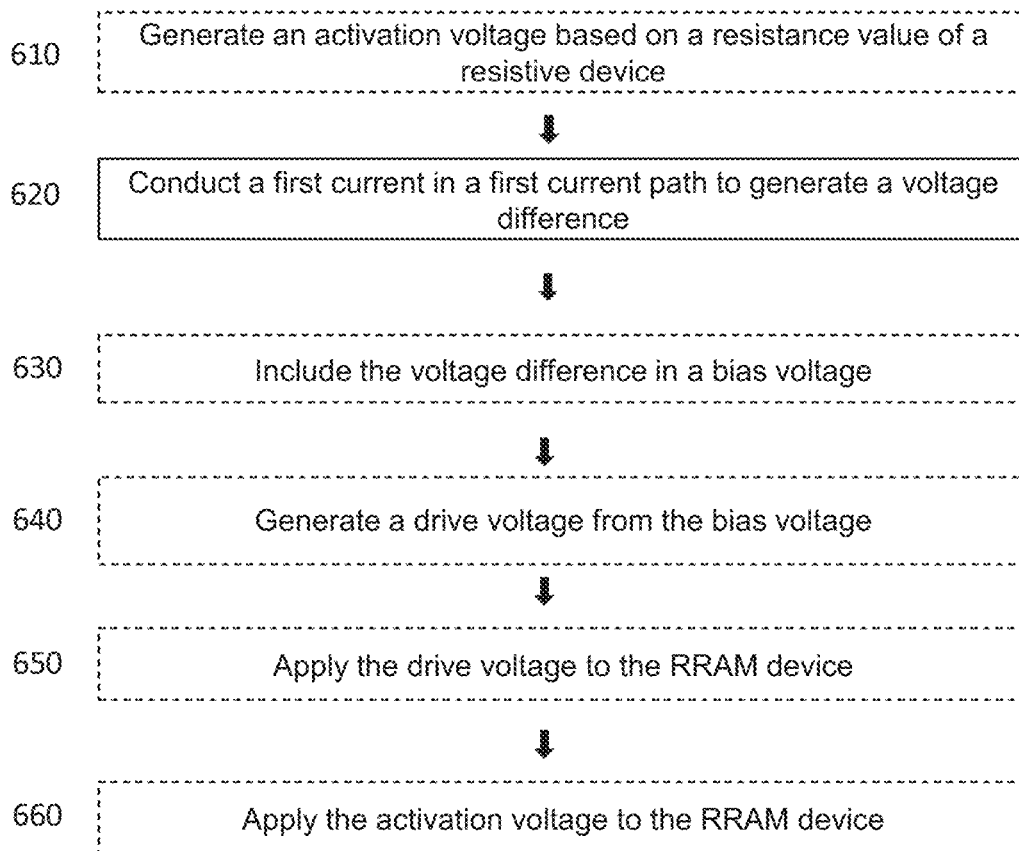 610
Generate an activation voltage based on a resistance value of a
resistive device
620
Conduct a first current in a first current path to generate a voltage
difference
630
Include the voltage difference in a bias voltage
640
Generate a drive voltage from the bias voltage
650
Apply the drive voltage to the RRAM device
660
Apply the activation voltage to the RRAM device